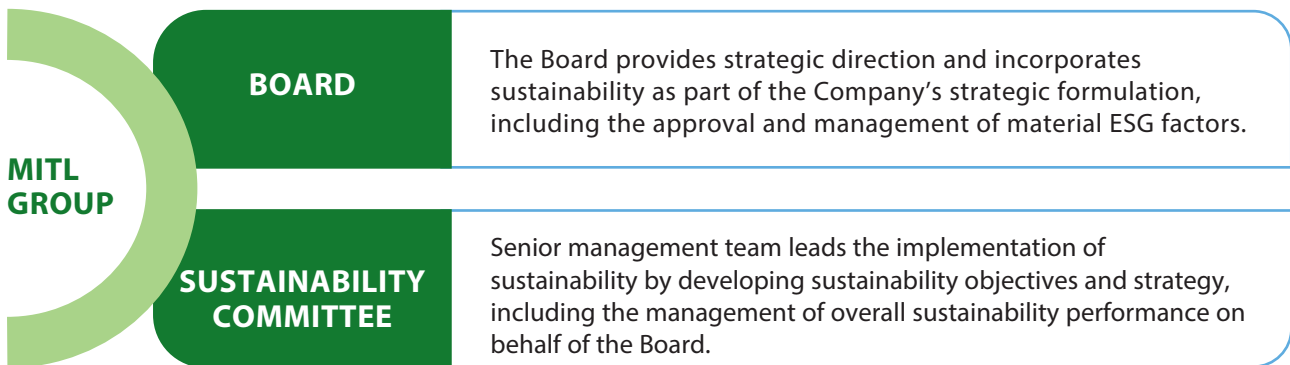 MITL
GROUP
BOARD
The Board provides strategic direction and incorporates
sustainability as part of the Company’s strategic formulation,
including the approval and management of material ESG factors.
SUSTAINABILITY
COMMITTEE
Senior management team leads the implementation of
sustainability by developing sustainability objectives and strategy,
including the management of overall sustainability performance on
behalf of the Board.